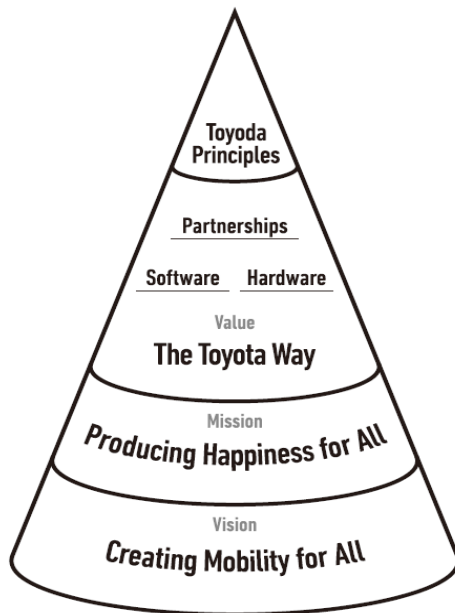 Toyoda
Principles
Partnerships
Software Hardware
Value
The Toyota Way
Mission
Producing Happiness for All
Vision
Creating Mobility for All